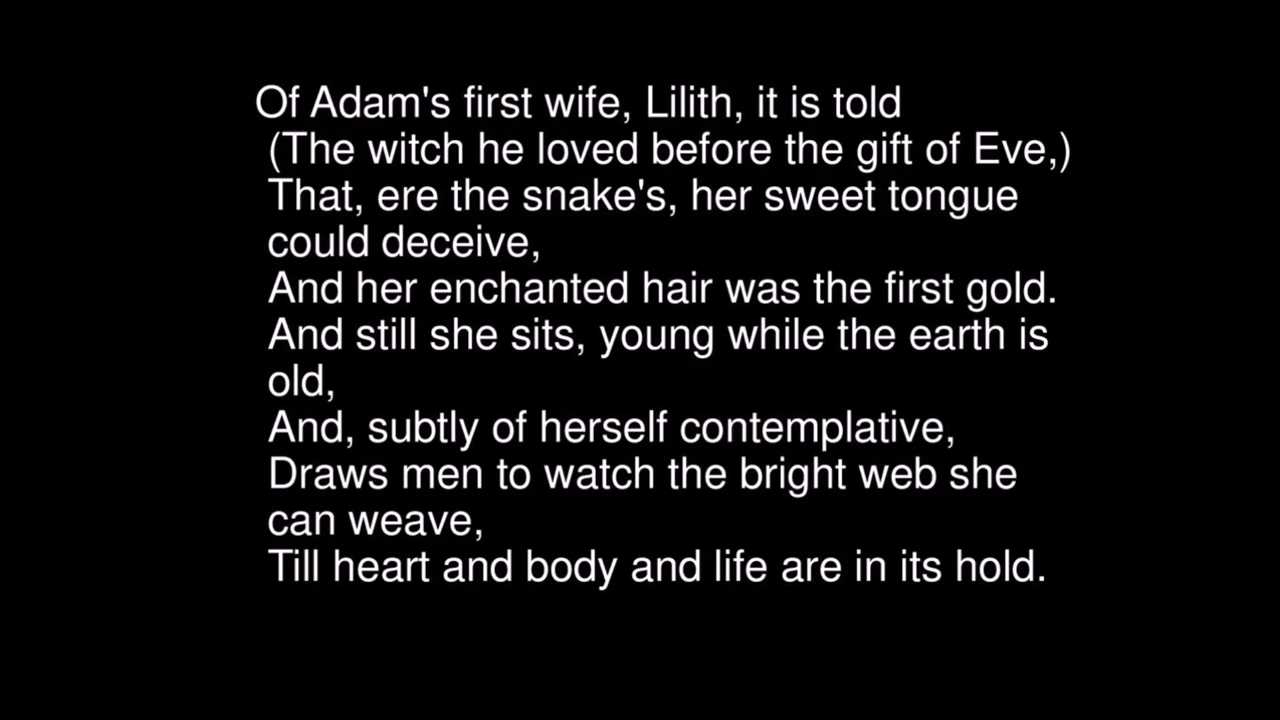 Of Adam's first wife, Lilith, it is told
(The witch he loved before the gift of Eve,)
That, ere the snake's, her sweet tongue
could deceive,
And her enchanted hair was the first gold.
And still she sits, young while the earth is
old,
And, subtly of herself contemplative,
Draws men to watch the bright web she
can weave,
Till heart and body and life are in its hold.